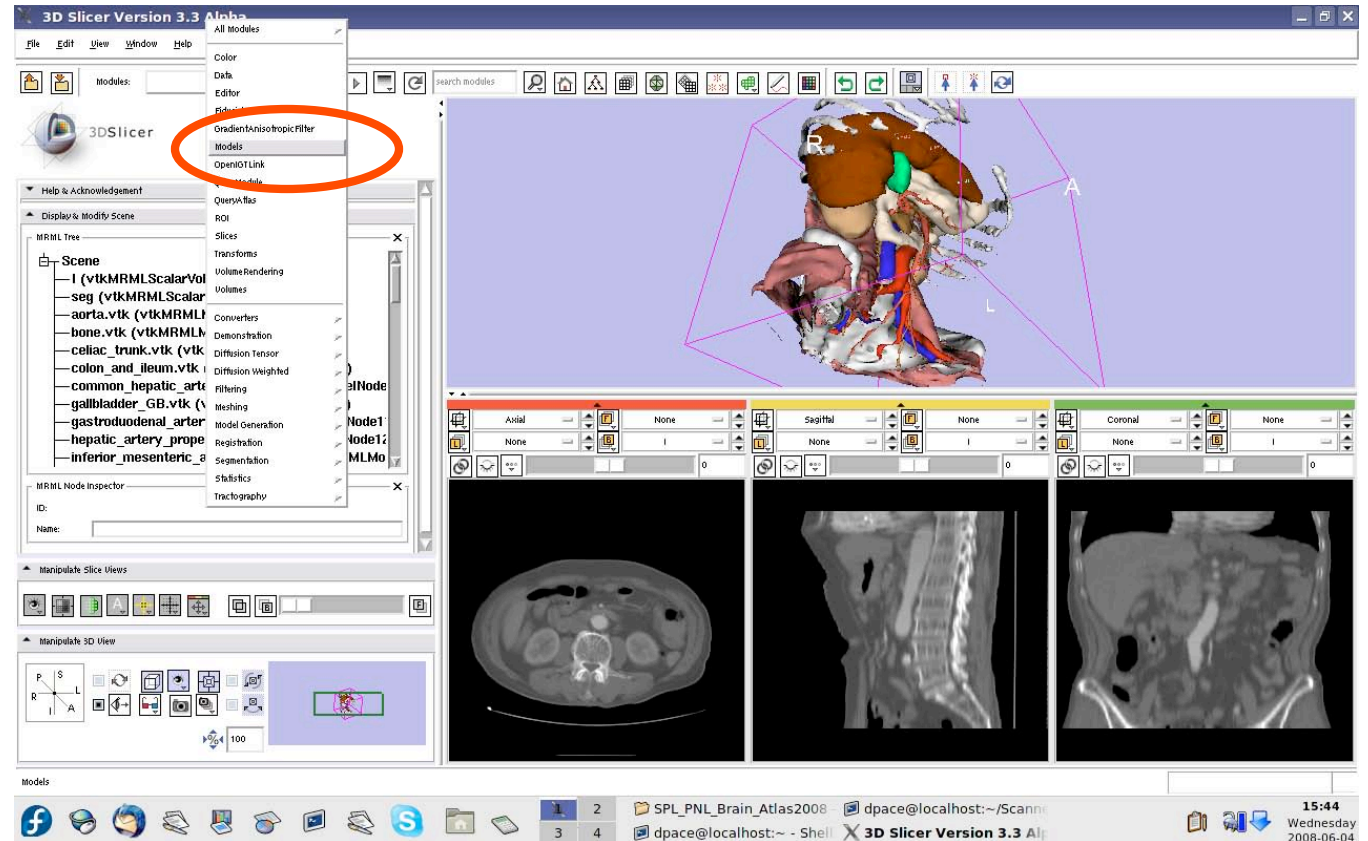 3D Slicer Version 3.3 Alpha
File Edit View Window Help
Modules:
search modules
3DSlicer
All Modules
Color
Data
Editor
GradientAnisotropicFilter
Models
OpenIGTLink
QueryAtlas
ROI
Slices
Transforms
VolumeRendering
Volumes
Converters
Demonstration
Diffusion Tensor
Diffusion Weighted
Filtering
Meshing
Model Generation
Registration
Segmentation
Statistics
Tractography
Help & Acknowledgement
Display & Modify Scene
MRML Tree
Scene
I (vtkMRMLScalarVol
seg (vtkMRMLScalar
aorta.vtk (vtkMRML
bone.vtk (vtkMRML
celiac_trunk.vtk (vtk
colon_and_ileum.vtk )
common_hepatic_arte elNode
gallbladder_GB.vtk ( )
gastroduodenal_arter Node1
hepatic_artery_prope Node12
inferior_mesenteric_a MLMo
MRML Node Inspector
ID:
Name:
Manipulate Slice Views
Manipulate 3D View
P S
R L
I A
% 100
R
A
L
Axial F None
L None B I
0
Sagittal F None
L None B I
0
Coronal F None
L None B I
0
Models
1 2 SPL_PNL_Brain_Atlas2008 - dpace@localhost:~/Scann
3 4 dpace@localhost:~ - Shell 3D Slicer Version 3.3 Alp
15:44
Wednesday
2008-06-04